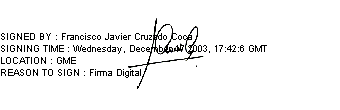 SIGNED BY : Francisco Javier Cruzado Coca
SIGNING TIME : Wednesday, December 2003, 17:42:6 GMT
LOCATION : GME
REASON TO SIGN : Firma Digital